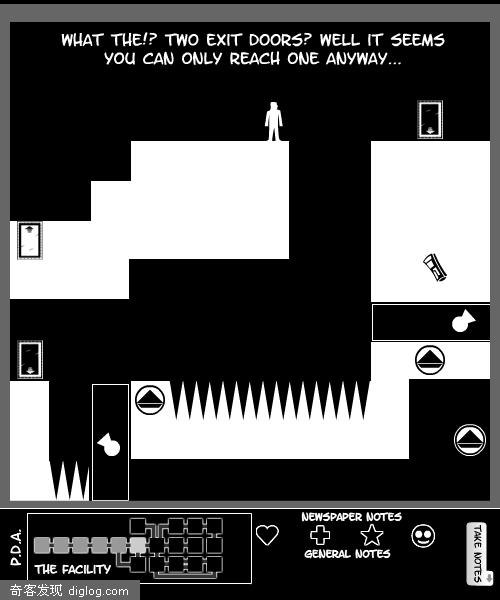 WHAT THE!? TWO EXIT DOORS? WELL IT SEEMS
YOU CAN ONLY REACH ONE ANYWAY...
P.D.A.
THE FACILITY
NEWSPAPER NOTES
GENERAL NOTES
TAKE NOTES
奇客发现 diglog.com